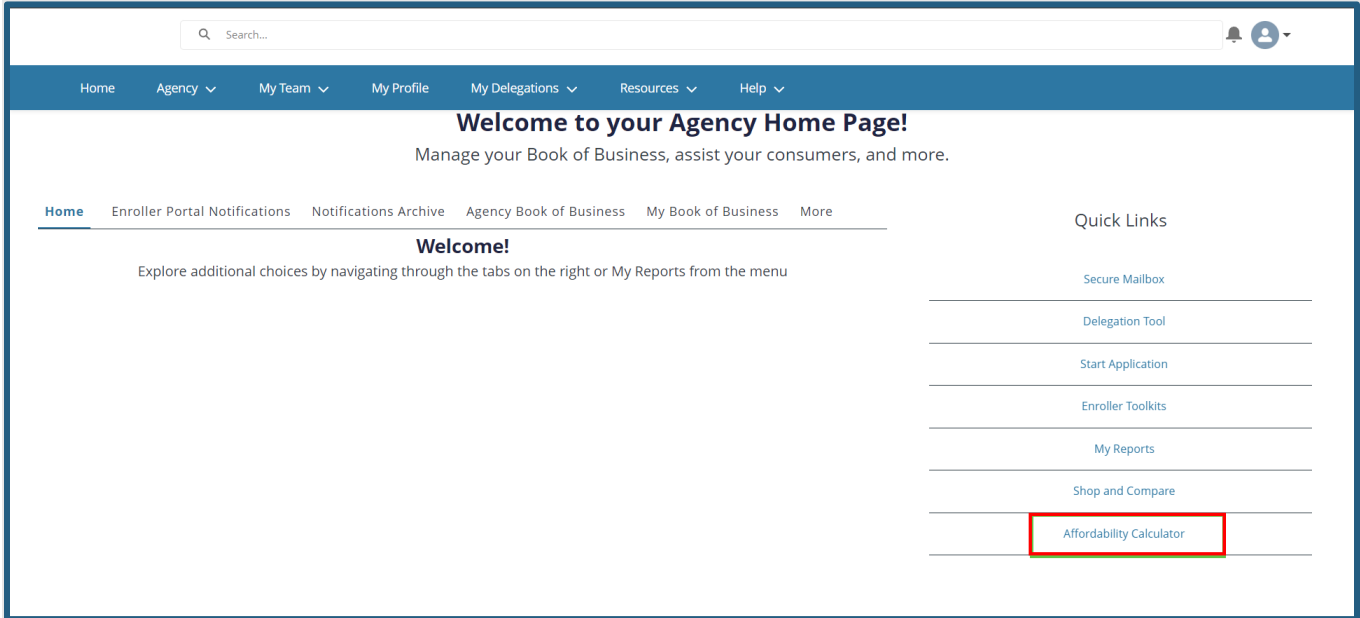 Search...
Home Agency My Team My Profile My Delegations Resources Help
Welcome to your Agency Home Page!
Manage your Book of Business, assist your consumers, and more.
Home Enroller Portal Notifications Notifications Archive Agency Book of Business My Book of Business More
Welcome!
Explore additional choices by navigating through the tabs on the right or My Reports from the menu
Quick Links
Secure Mailbox
Delegation Tool
Start Application
Enroller Toolkits
My Reports
Shop and Compare
Affordability Calculator